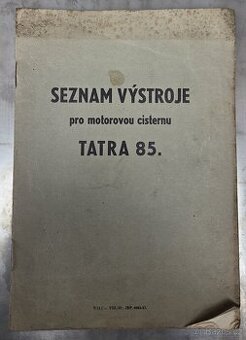 SEZNAM VÝSTROJE
pro motorovou cisternu
TATRA 85.